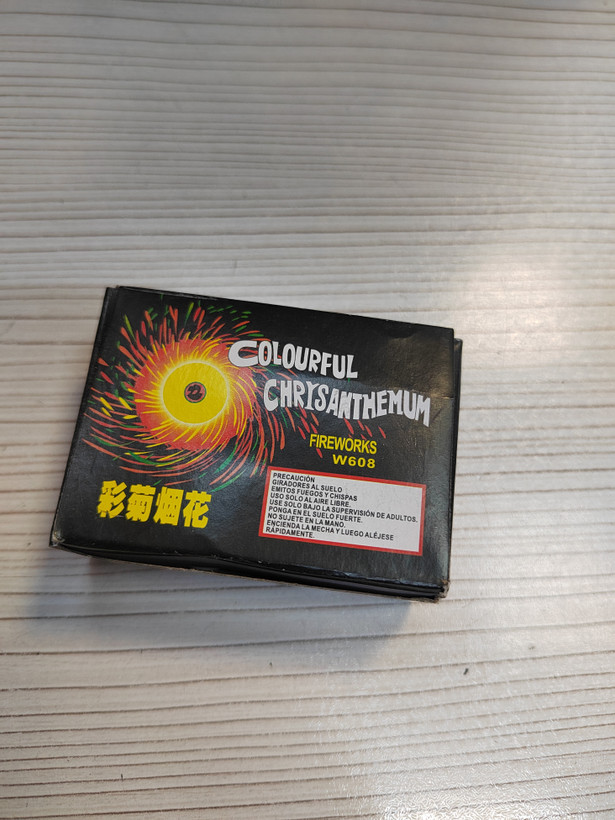 COLOURFUL
CHRYSANTHEMUM
FIREWORKS
W608
彩菊烟花
PRECAUCIÓN
GIRADORES AL SUELO
EMITOS FUEGOS Y CHISPAS
USO SOLO AL AIRE LIBRE
USE SOLO BAJO LA SUPERVISIÓN DE ADULTOS.
PONGA EN EL SUELO FUERTE.
NO SUJETE EN LA MANO.
ENCIENDA LA MECHA Y LUEGO ALÉJESE
RÁPIDAMENTE.